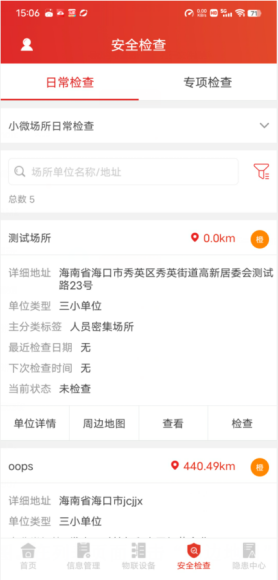 15:06
0.00 KB/s 5G 71
安全检查
日常检查 专项检查
小微场所日常检查
场所单位名称/地址
总数 5
测试场所 0.0km 橙
详细地址 海南省海口市秀英区秀英街道高新居委会测试
路23号
单位类型 三小单位
主分类标签 人员密集场所
最近检查日期 无
下次检查时间 无
当前状态 未检查
单位详情 周边地图 查看 检查
oops 440.49km 橙
详细地址 海南省海口市jcjjx
单位类型 三小单位
首页 信息管理 物联设备 安全检查 隐患中心